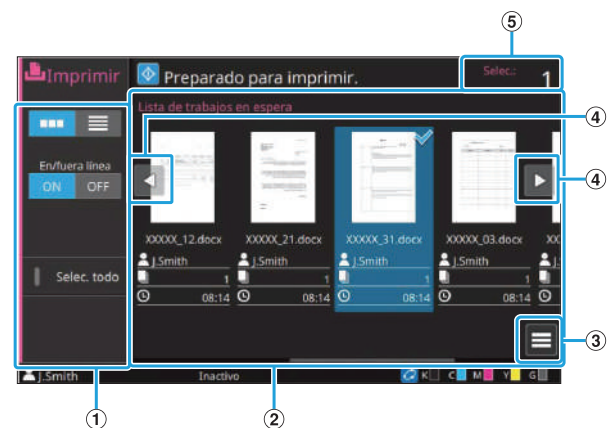 ⑤
Imprimir
Preparado para imprimir.
Selec.:
1
Lista de trabajos en espera
④
En/fuera línea
ON OFF
④
XXXXX_12.docx XXXXX_21.docx XXXXX_31.docx XXXXX_03.docx XX
J.Smith J.Smith J.Smith J.Smith J.
Selec. todo
1 1 1 1
08:14 08:14 08:14 08:14
③
J.Smith Inactivo K C M Y G
① ②